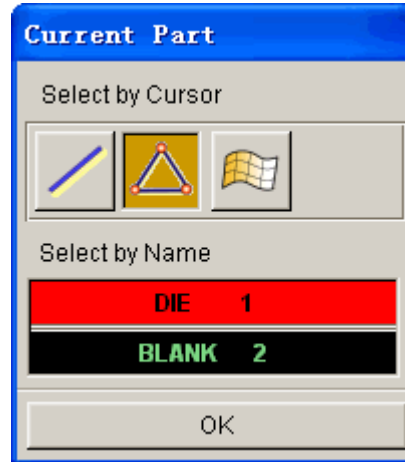 Current Part
Select by Cursor
Select by Name
DIE 1
BLANK 2
OK